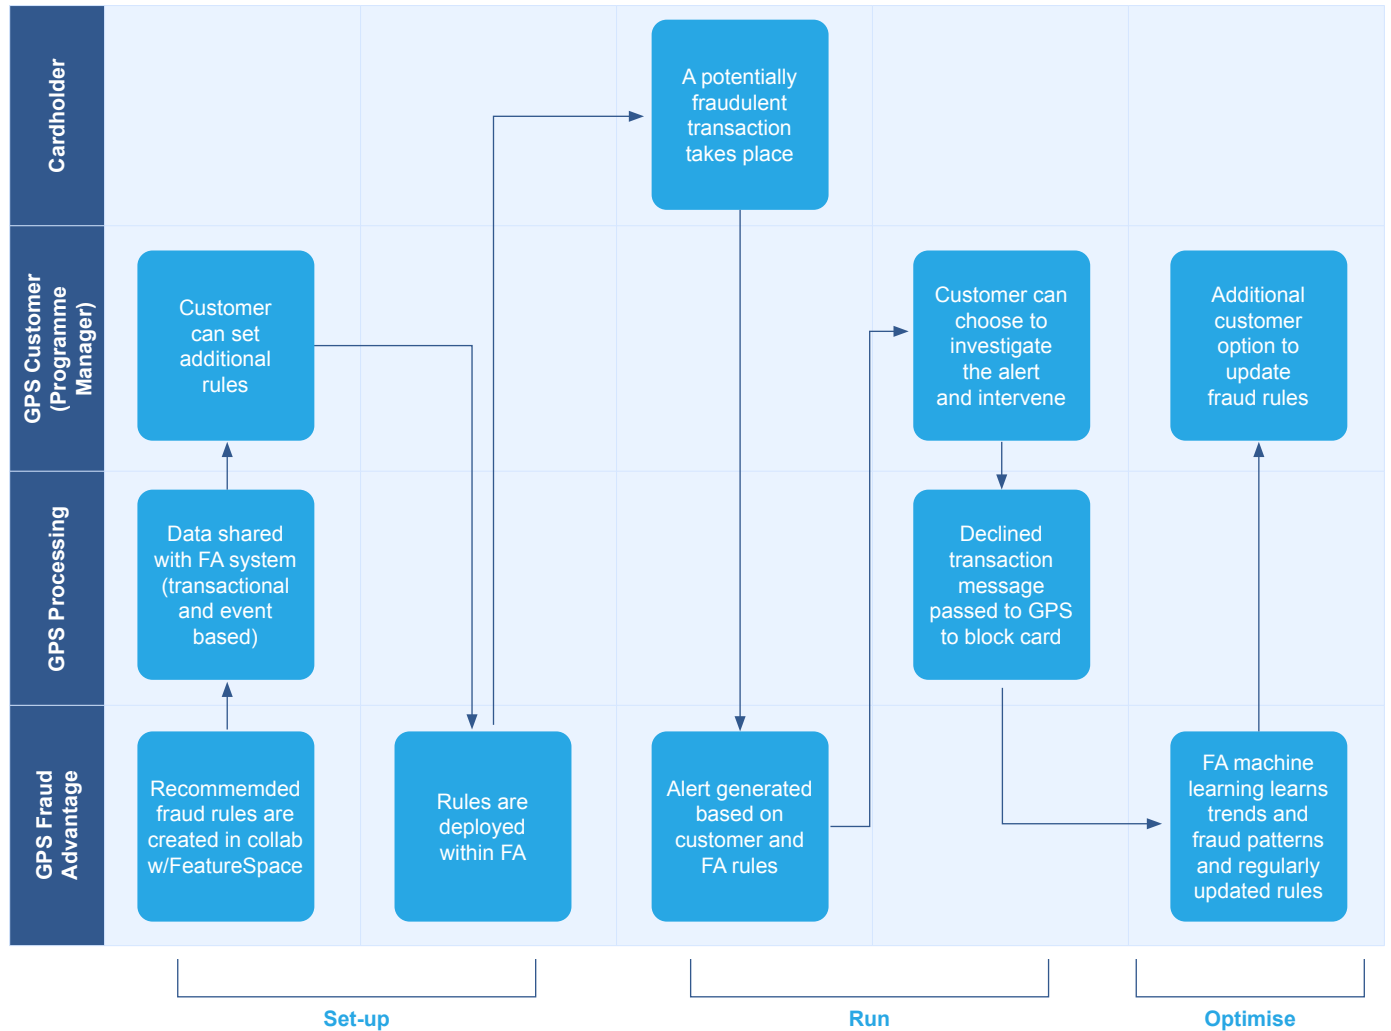 Cardholder
A potentially
fraudulent
transaction
takes place
GPS Customer
(Programme
Manager)
Customer
can set
additional
rules
Customer can
choose to
investigate
the alert
and intervene
Additional
customer
option to
update
fraud rules
GPS Processing
Data shared
with FA system
(transactional
and event
based)
Declined
transaction
message
passed to GPS
to block card
GPS Fraud
Advantage
Recommemded
fraud rules are
created in collab
w/FeatureSpace
Rules are
deployed
within FA
Alert generated
based on
customer and
FA rules
FA machine
learning learns
trends and
fraud patterns
and regularly
updated rules
Set-up
Run
Optimise